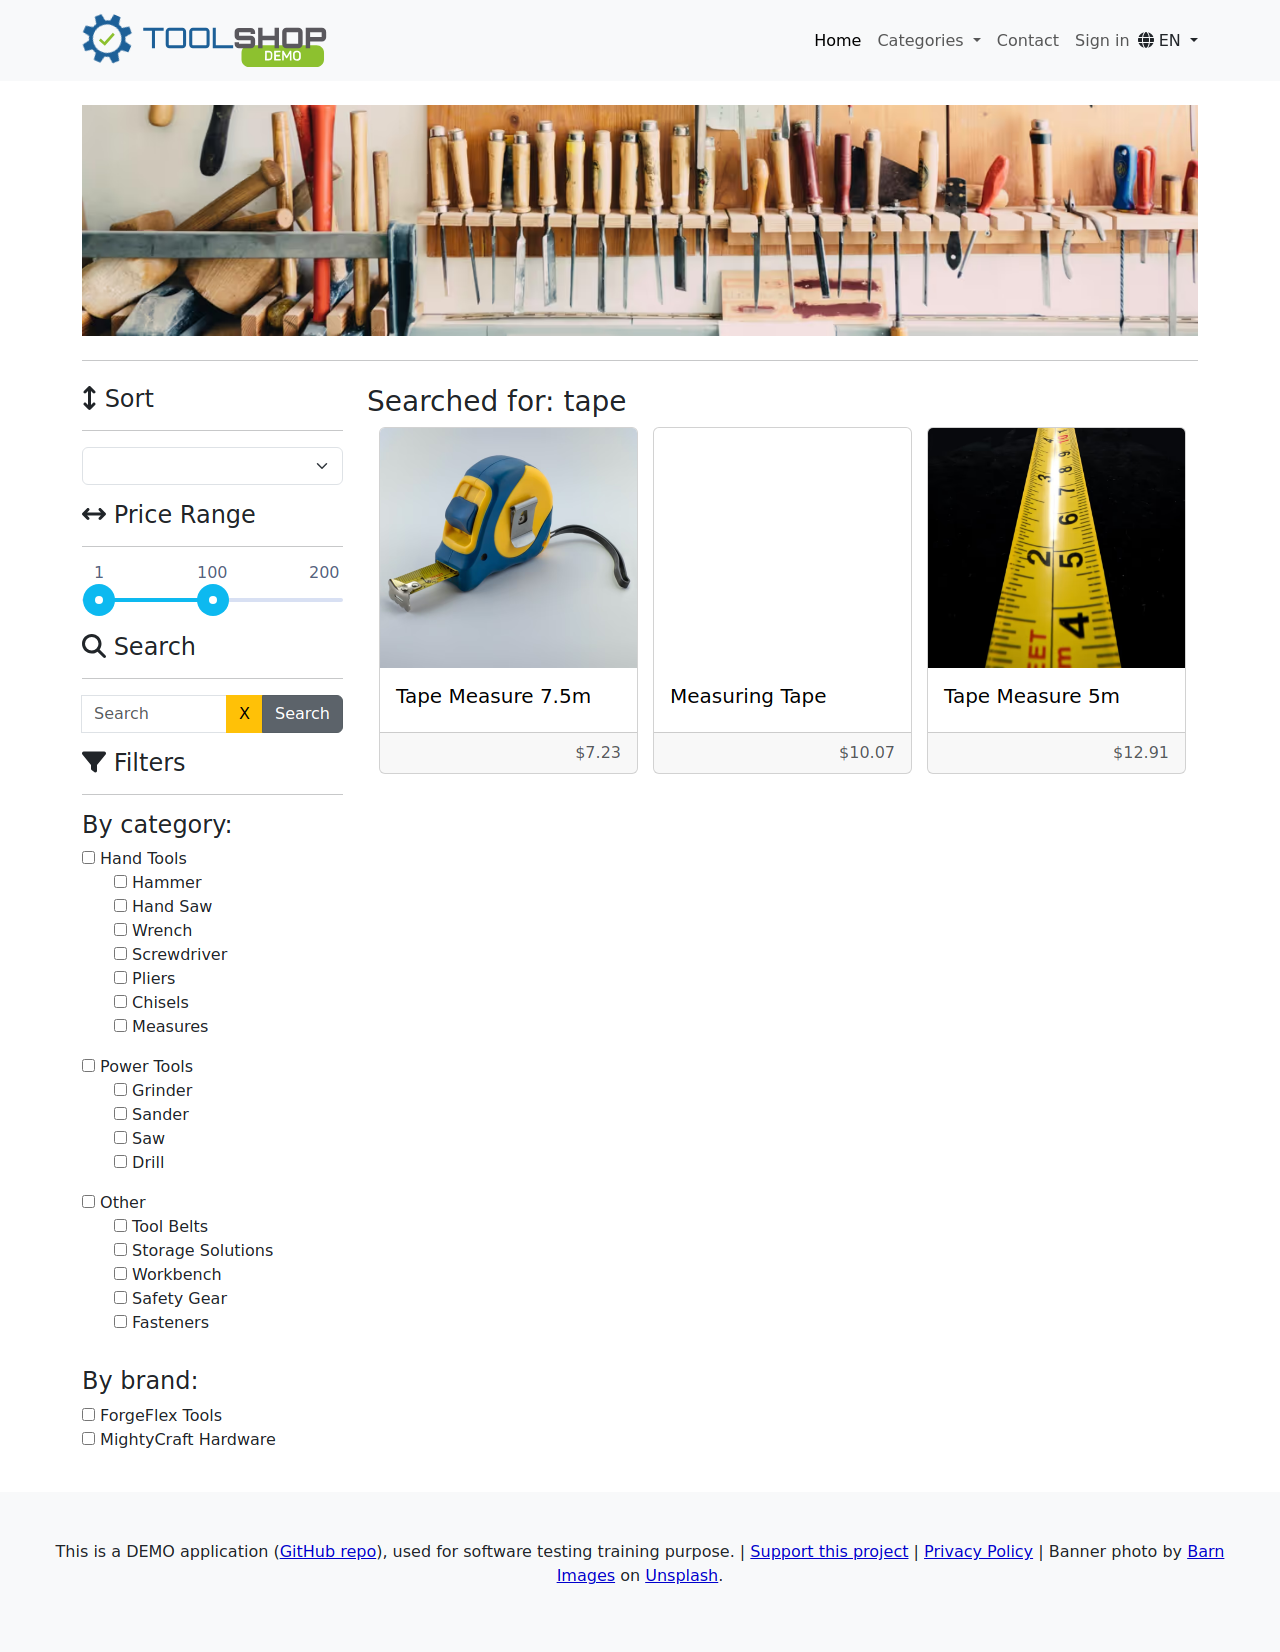 TOOLSHOP
DEMO
Home Categories Contact Sign in EN
Sort
Price Range
1 100 200
Search
Search X Search
Filters
By category:
Hand Tools
Hammer
Hand Saw
Wrench
Screwdriver
Pliers
Chisels
Measures
Power Tools
Grinder
Sander
Saw
Drill
Other
Tool Belts
Storage Solutions
Workbench
Safety Gear
Fasteners
By brand:
ForgeFlex Tools
MightyCraft Hardware
Searched for: tape
Tape Measure 7.5m
$7.23
Measuring Tape
$10.07
Tape Measure 5m
$12.91
This is a DEMO application (GitHub repo), used for software testing training purpose. | Support this project | Privacy Policy | Banner photo by Barn
Images on Unsplash.